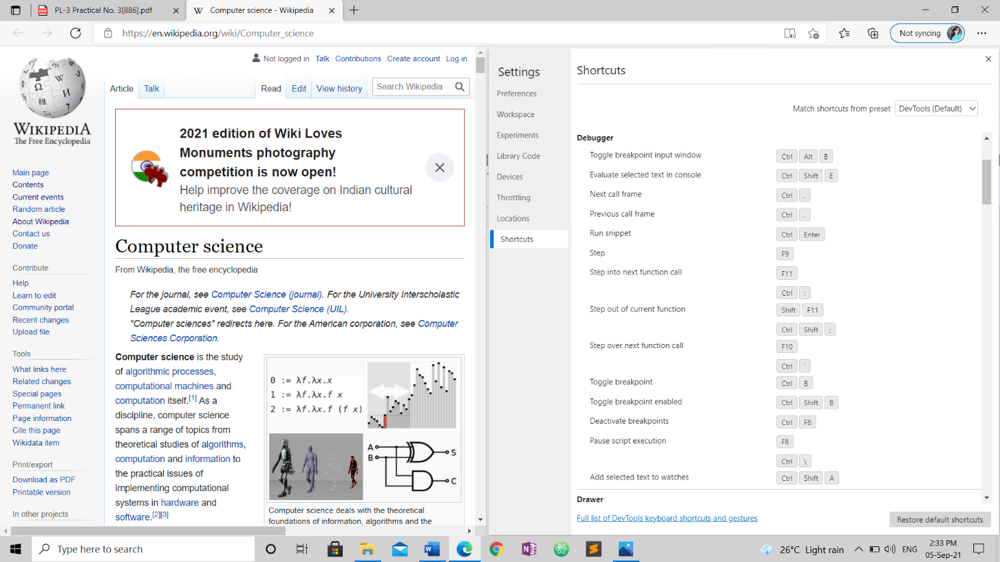 PL-3 Practical No. 3[886].pdf
Computer science - Wikipedia
https://en.wikipedia.org/wiki/Computer_science
Not syncing
Not logged in Talk Contributions Create account Log in
Article Talk Read Edit View history Search Wikipedia
WIKIPEDIA
The Free Encyclopedia
Main page
Contents
Current events
Random article
About Wikipedia
Contact us
Donate
Contribute
Help
Learn to edit
Community portal
Recent changes
Upload file
Tools
What links here
Related changes
Special pages
Permanent link
Page information
Cite this page
Wikidata item
Print/export
Download as PDF
Printable version
In other projects
2021 edition of Wiki Loves
Monuments photography
competition is now open!
Help improve the coverage on Indian cultural
heritage in Wikipedia!
Computer science
From Wikipedia, the free encyclopedia
For the journal, see Computer Science (journal). For the University Interscholastic
League academic event, see Computer Science (UIL).
"Computer sciences" redirects here. For the American corporation, see Computer
Sciences Corporation.
Computer science is the study
of algorithmic processes,
computational machines and
computation itself.[1] As a
discipline, computer science
spans a range of topics from
theoretical studies of algorithms,
computation and information to
the practical issues of
implementing computational
systems in hardware and
software.[2][3]
0 := λf.λx.x
1 := λf.λx.f x
2 := λf.λx.f (f x)
A
B
S
C
Computer science deals with the theoretical
foundations of information, algorithms and the
Settings
Preferences
Workspace
Experiments
Library Code
Devices
Throttling
Locations
Shortcuts
Shortcuts
Match shortcuts from preset DevTools (Default)
Debugger
Toggle breakpoint input window Ctrl Alt B
Evaluate selected text in console Ctrl Shift E
Next call frame Ctrl .
Previous call frame Ctrl ,
Run snippet Ctrl Enter
Step F9
Step into next function call F11
Ctrl ;
Step out of current function Shift F11
Ctrl Shift ;
Step over next function call F10
Ctrl '
Toggle breakpoint Ctrl B
Toggle breakpoint enabled Ctrl Shift B
Deactivate breakpoints Ctrl F8
Pause script execution F8
Ctrl \
Add selected text to watches Ctrl Shift A
Drawer
Full list of DevTools keyboard shortcuts and gestures
Restore default shortcuts
Type here to search
26°C Light rain
ENG
2:33 PM
05-Sep-21